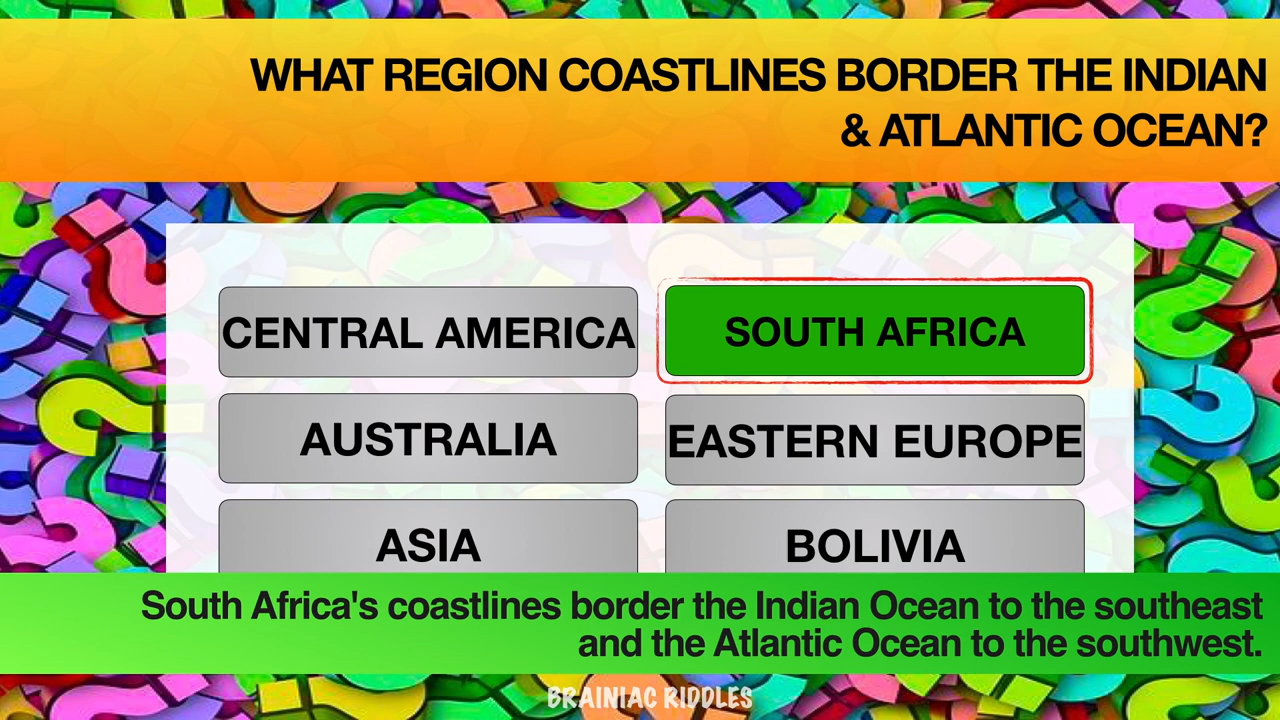 WHAT REGION COASTLINES BORDER THE INDIAN
& ATLANTIC OCEAN?
CENTRAL AMERICA
SOUTH AFRICA
AUSTRALIA
EASTERN EUROPE
ASIA
BOLIVIA
South Africa's coastlines border the Indian Ocean to the southeast
and the Atlantic Ocean to the southwest.
BRAINIAC RIDDLES